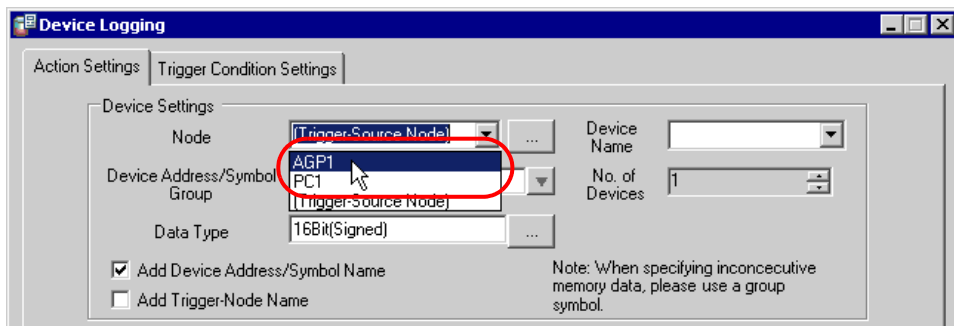 Device Logging
Action Settings
Trigger Condition Settings
Device Settings
Node
(Trigger-Source Node)
...
Device
Name
AGP1
PC1
(Trigger-Source Node)
Device Address/Symbol
Group
No. of
Devices
1
Data Type
16Bit(Signed)
...
Add Device Address/Symbol Name
Add Trigger-Node Name
Note: When specifying inconcecutive
memory data, please use a group
symbol.